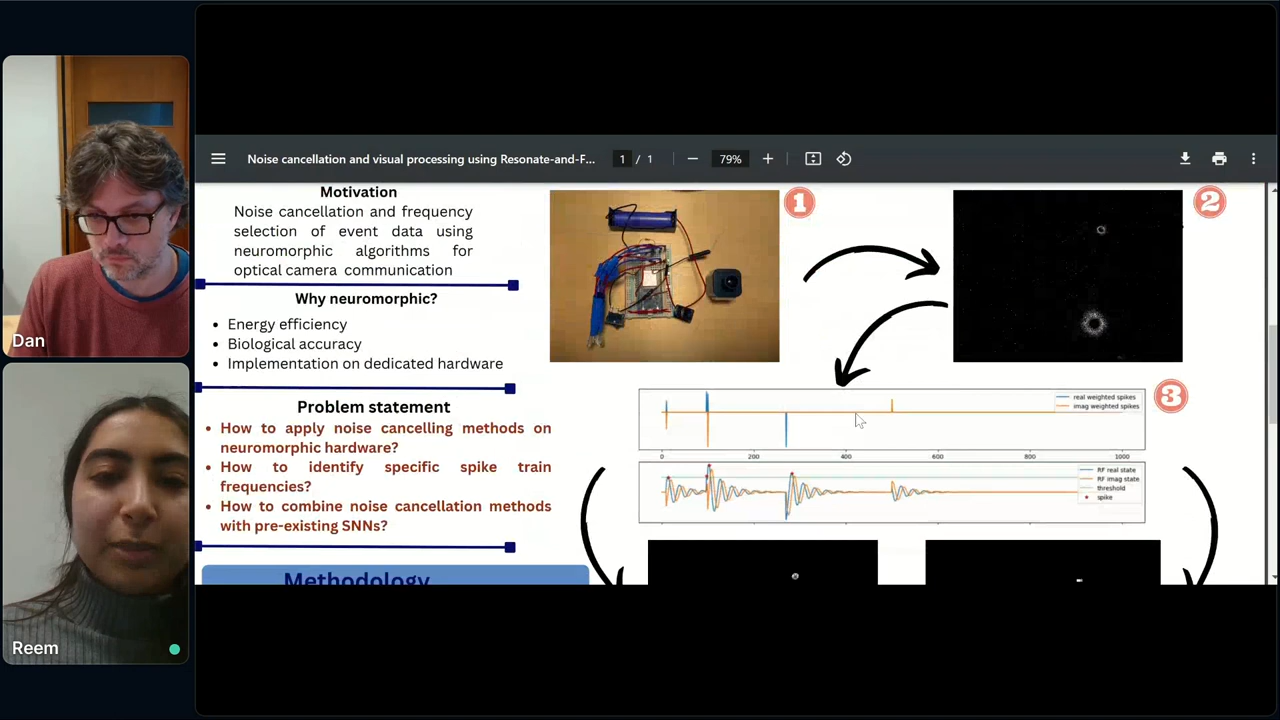 Noise cancellation and visual processing using Resonate-and-F...
1 / 1
79%
Motivation
Noise cancellation and frequency
selection of event data using
neuromorphic algorithms for
optical camera communication
Why neuromorphic?
• Energy efficiency
• Biological accuracy
• Implementation on dedicated hardware
Problem statement
• How to apply noise cancelling methods on
neuromorphic hardware?
• How to identify specific spike train
frequencies?
• How to combine noise cancellation methods
with pre-existing SNNs?
Methodology
1
2
3
real weighted spikes
imag weighted spikes
0 200 400 600 800 1000
RF real state
RF imag state
threshold
spike
Dan
Reem